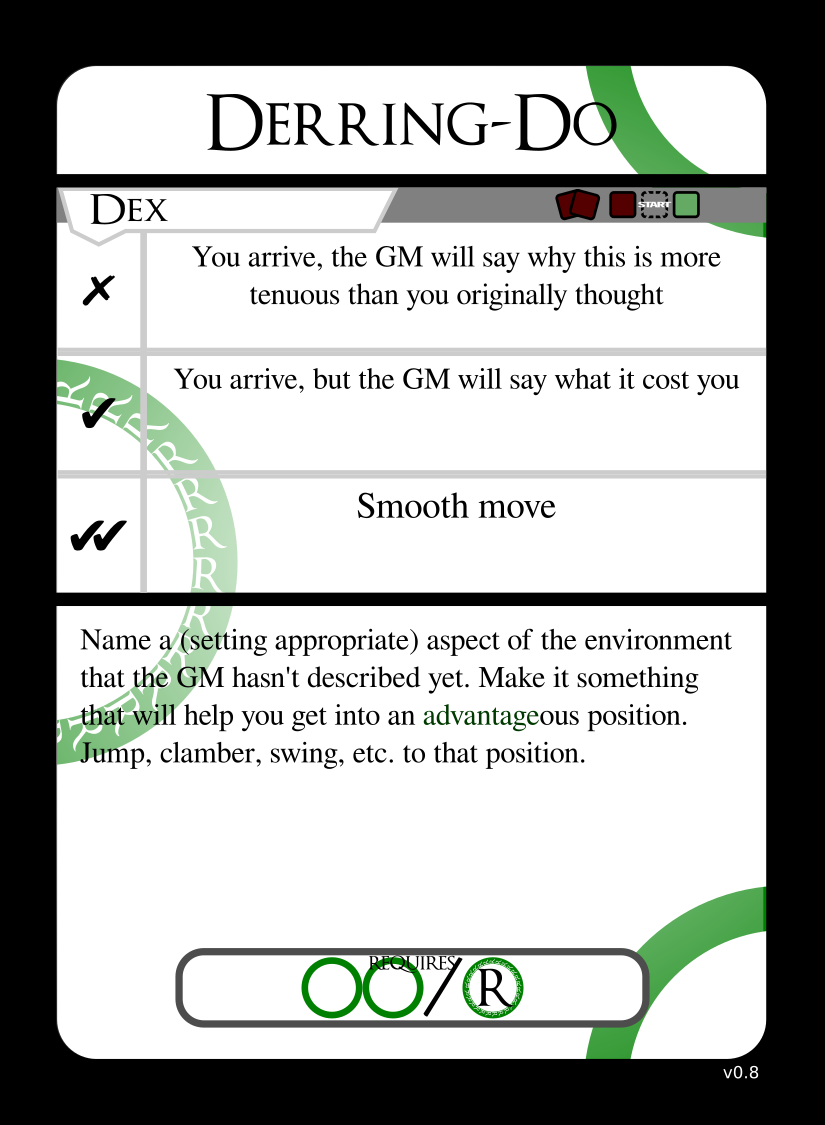 Derring-Do
Dex
START
✗
You arrive, the GM will say why this is more
tenuous than you originally thought
✔
You arrive, but the GM will say what it cost you
✔✔
Smooth move
R R R R R R R R R R R R
Name a (setting appropriate) aspect of the environment
that the GM hasn't described yet. Make it something
that will help you get into an advantageous position.
Jump, clamber, swing, etc. to that position.
REQUIRES
/ R
v0.8